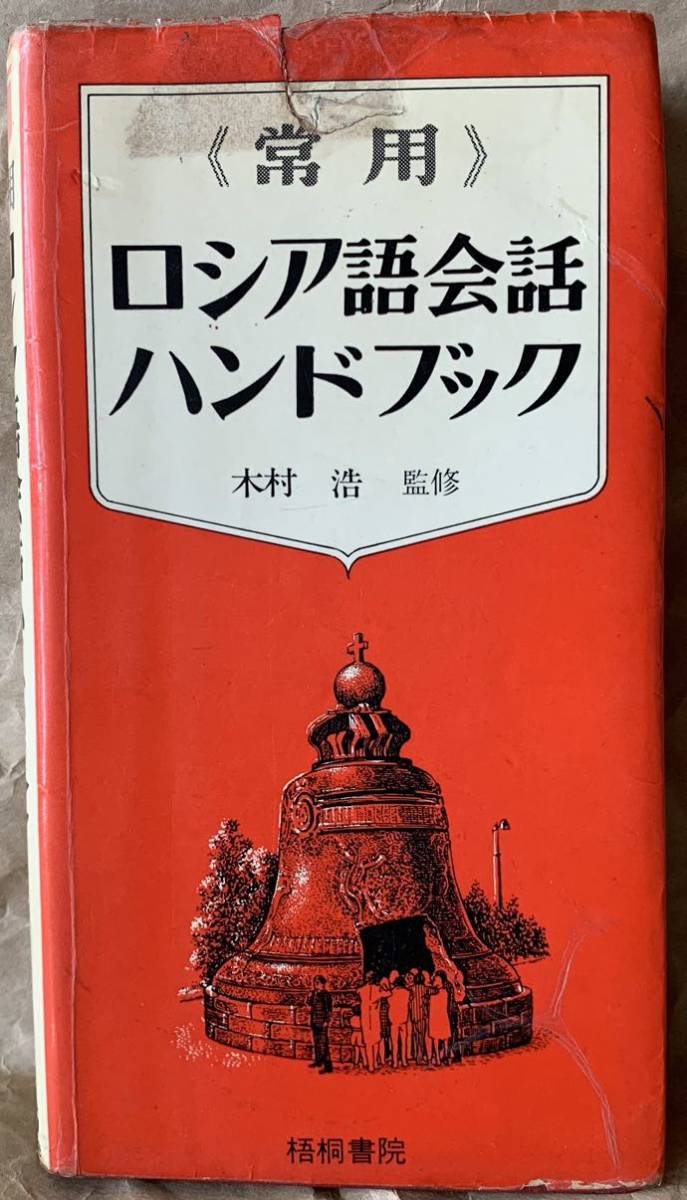 《常用》
ロシア語会話
ハンドブック
木村 浩 監修
梧桐書院